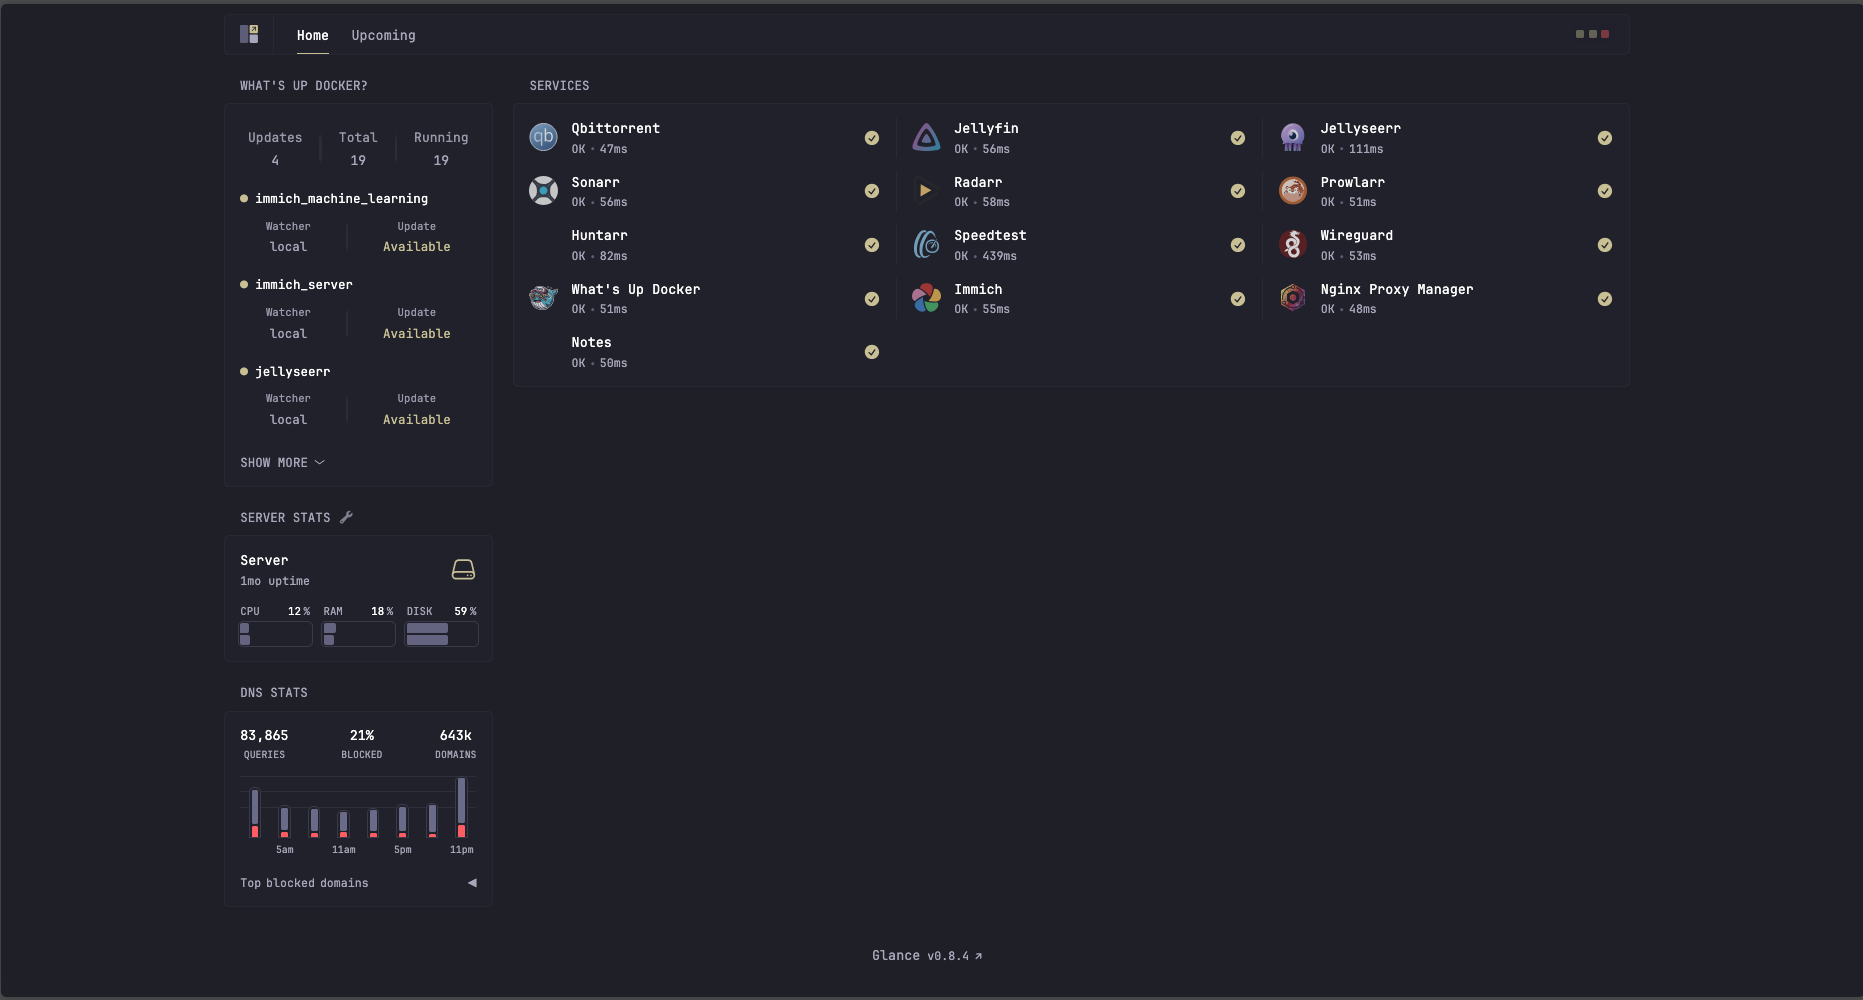 Home Upcoming
WHAT'S UP DOCKER?
Updates Total Running
4 19 19
immich_machine_learning
Watcher Update
local Available
immich_server
Watcher Update
local Available
jellyseerr
Watcher Update
local Available
SHOW MORE
SERVER STATS
Server
1mo uptime
CPU 12% RAM 18% DISK 59%
DNS STATS
83,865 21% 643k
QUERIES BLOCKED DOMAINS
5am 11am 5pm 11pm
Top blocked domains
SERVICES
qb
Qbittorrent
OK • 47ms
Jellyfin
OK • 56ms
Jellyseerr
OK • 111ms
Sonarr
OK • 56ms
Radarr
OK • 58ms
Prowlarr
OK • 51ms
Huntarr
OK • 82ms
Speedtest
OK • 439ms
Wireguard
OK • 53ms
What's Up Docker
OK • 51ms
Immich
OK • 55ms
Nginx Proxy Manager
OK • 48ms
Notes
OK • 50ms
Glance v0.8.4 ↗